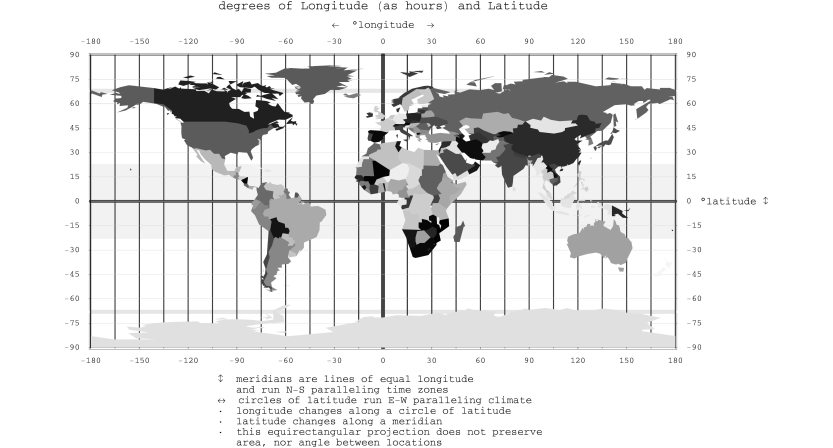 degrees of Longitude (as hours) and Latitude
← °longitude →
-180 -120 -90 -60 -30 0 30 60 90 120 180
90 90
75 75
60 60
45 45
30 30
15 15
0 0 °latitude ↕
-15 -15
-30 -30
-45 -45
-60 -60
-75 -75
-90 -90
-180 -120 -90 -60 -30 0 30 60 90 120 180
↕ meridians are lines of equal longitude
and run N-S paralleling time zones
↔ circles of latitude run E-W paralleling climate
· longitude changes along a circle of latitude
· latitude changes along a meridian
· this equirectangular projection does not preserve
area, nor angle between locations